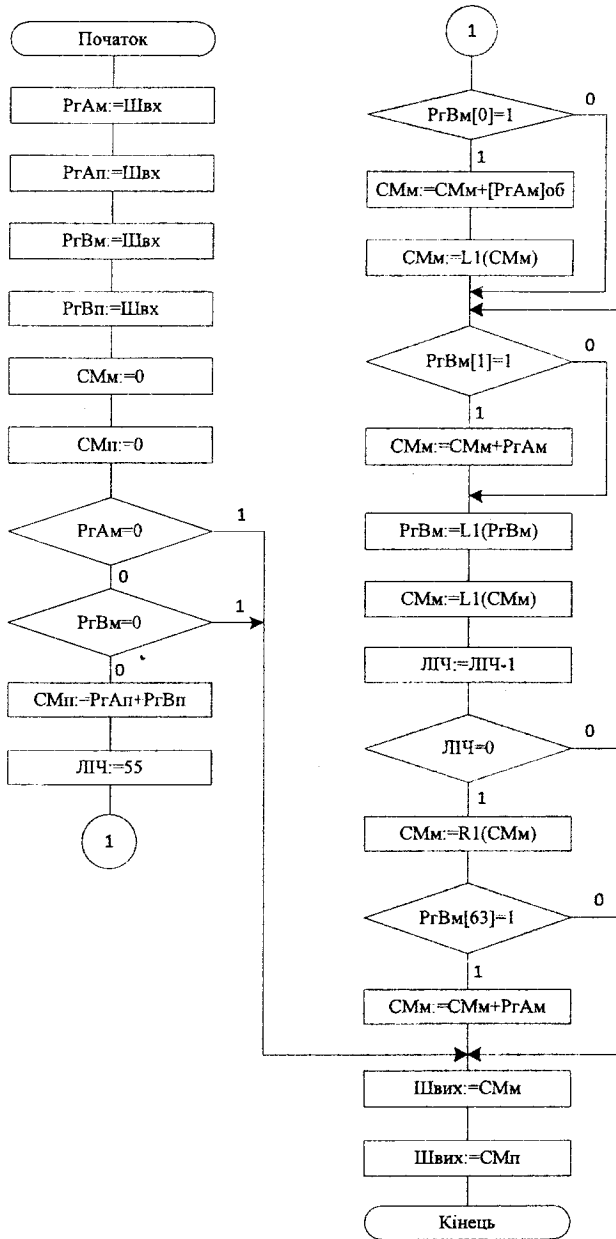 Початок
РгАм:=Швх
РгАп:=Швх
РгВм:=Швх
РгВп:=Швх
СМм:=0
СМп:=0
РгАм=0
1
0
РгВм=0
1
0
СМп:=РгАп+РгВп
ЛІЧ:=55
1
1
РгВм[0]=1
0
1
СМм:=СМм+[РгАм]об
СМм:=L1(СМм)
РгВм[1]=1
0
1
СМм:=СМм+РгАм
РгВм:=L1(РгВм)
СМм:=L1(СМм)
ЛІЧ:=ЛІЧ-1
ЛІЧ=0
0
1
СМм:=R1(СМм)
РгВм[63]=1
0
1
СМм:=СМм+РгАм
Швих:=СМм
Швих:=СМп
Кінець